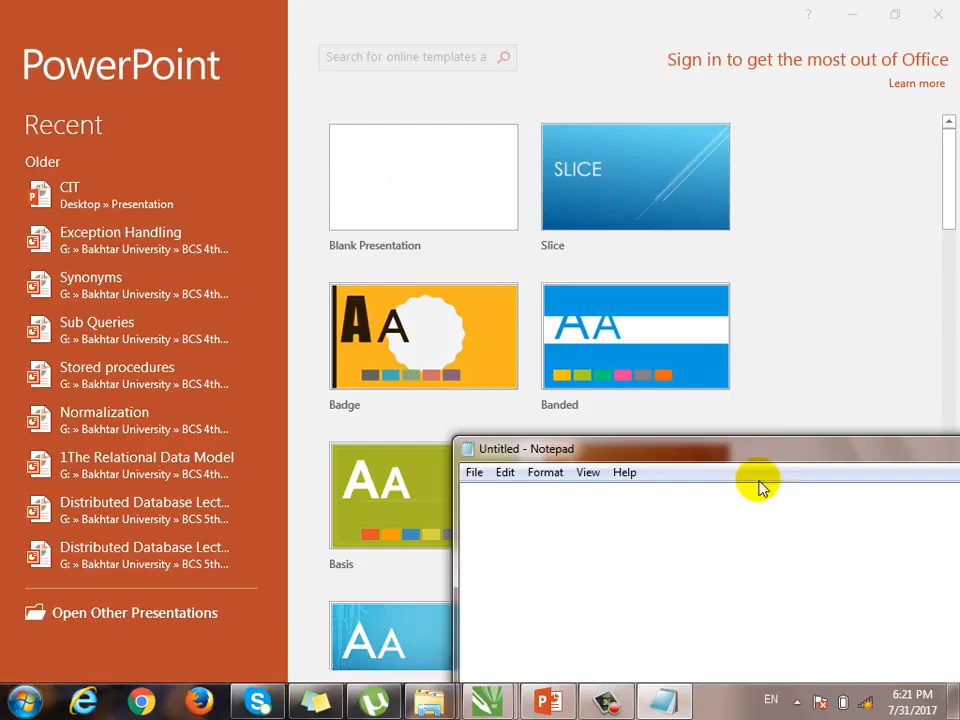 PowerPoint
Recent
Older
CIT
Desktop » Presentation
Exception Handling
G: » Bakhtar University » BCS 4th...
Synonyms
G: » Bakhtar University » BCS 4th...
Sub Queries
G: » Bakhtar University » BCS 4th...
Stored procedures
G: » Bakhtar University » BCS 4th...
Normalization
G: » Bakhtar University » BCS 4th...
1The Relational Data Model
G: » Bakhtar University » BCS 4th...
Distributed Database Lect...
G: » Bakhtar University » BCS 5th...
Distributed Database Lect...
G: » Bakhtar University » BCS 5th...
Open Other Presentations
?
Search for online templates a
Sign in to get the most out of Office
Learn more
SLICE
Blank Presentation
Slice
AA
AA
Badge
Banded
AA
Basis
AA
Untitled - Notepad
File Edit Format View Help
EN
6:21 PM
7/31/2017